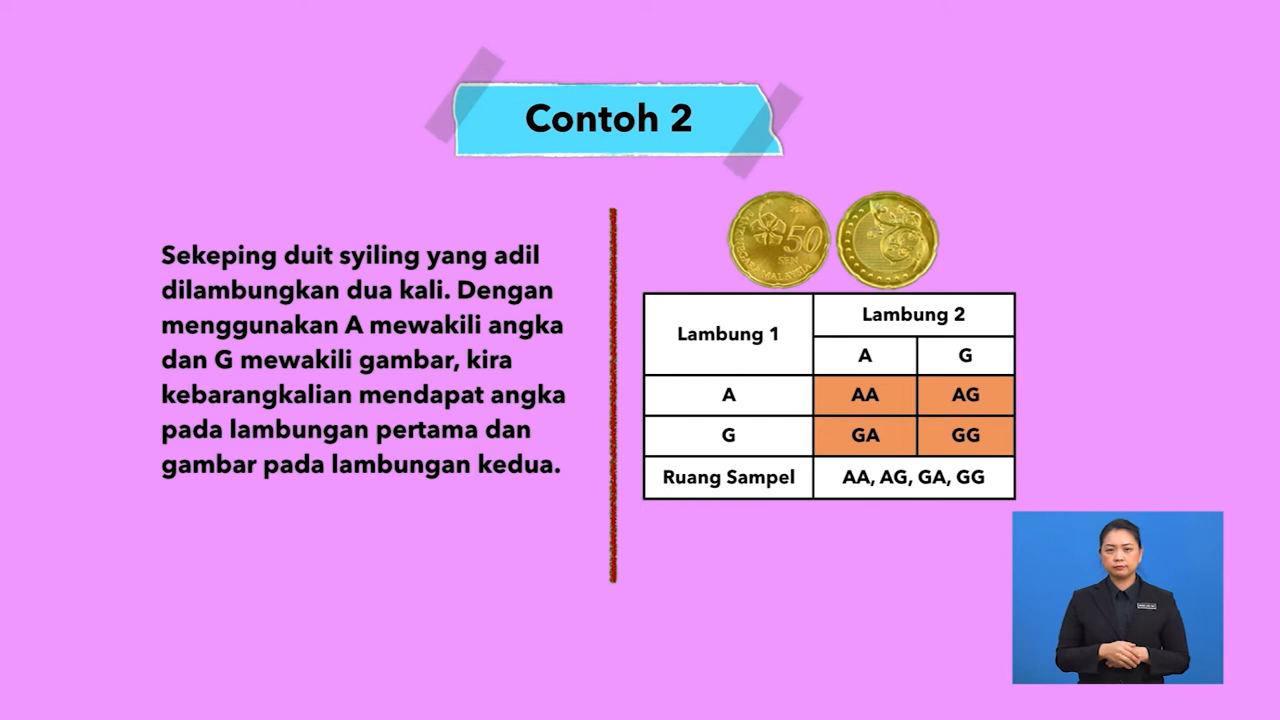 Contoh 2
Sekeping duit syiling yang adil
dilambungkan dua kali. Dengan
menggunakan A mewakili angka
dan G mewakili gambar, kira
kebarangkalian mendapat angka
pada lambungan pertama dan
gambar pada lambungan kedua.
50
SEN
Lambung 1
Lambung 2
A
G
A
AA
AG
G
GA
GG
Ruang Sampel
AA, AG, GA, GG